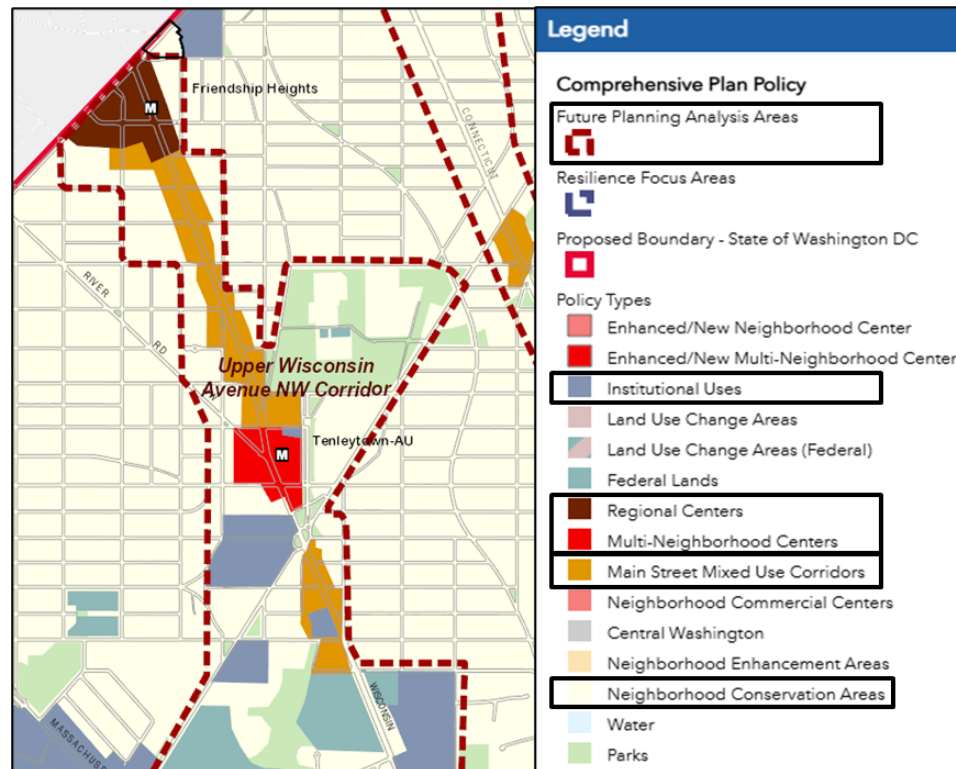 Friendship Heights
M
CONNECTICUT
RIVER
RD
Upper Wisconsin
Avenue NW Corridor
Tenleytown-AU
M
WISCONSIN
MASSACHUS
Legend
Comprehensive Plan Policy
Future Planning Analysis Areas
Resilience Focus Areas
Proposed Boundary - State of Washington DC
Policy Types
Enhanced/New Neighborhood Center
Enhanced/New Multi-Neighborhood Center
Institutional Uses
Land Use Change Areas
Land Use Change Areas (Federal)
Federal Lands
Regional Centers
Multi-Neighborhood Centers
Main Street Mixed Use Corridors
Neighborhood Commercial Centers
Central Washington
Neighborhood Enhancement Areas
Neighborhood Conservation Areas
Water
Parks